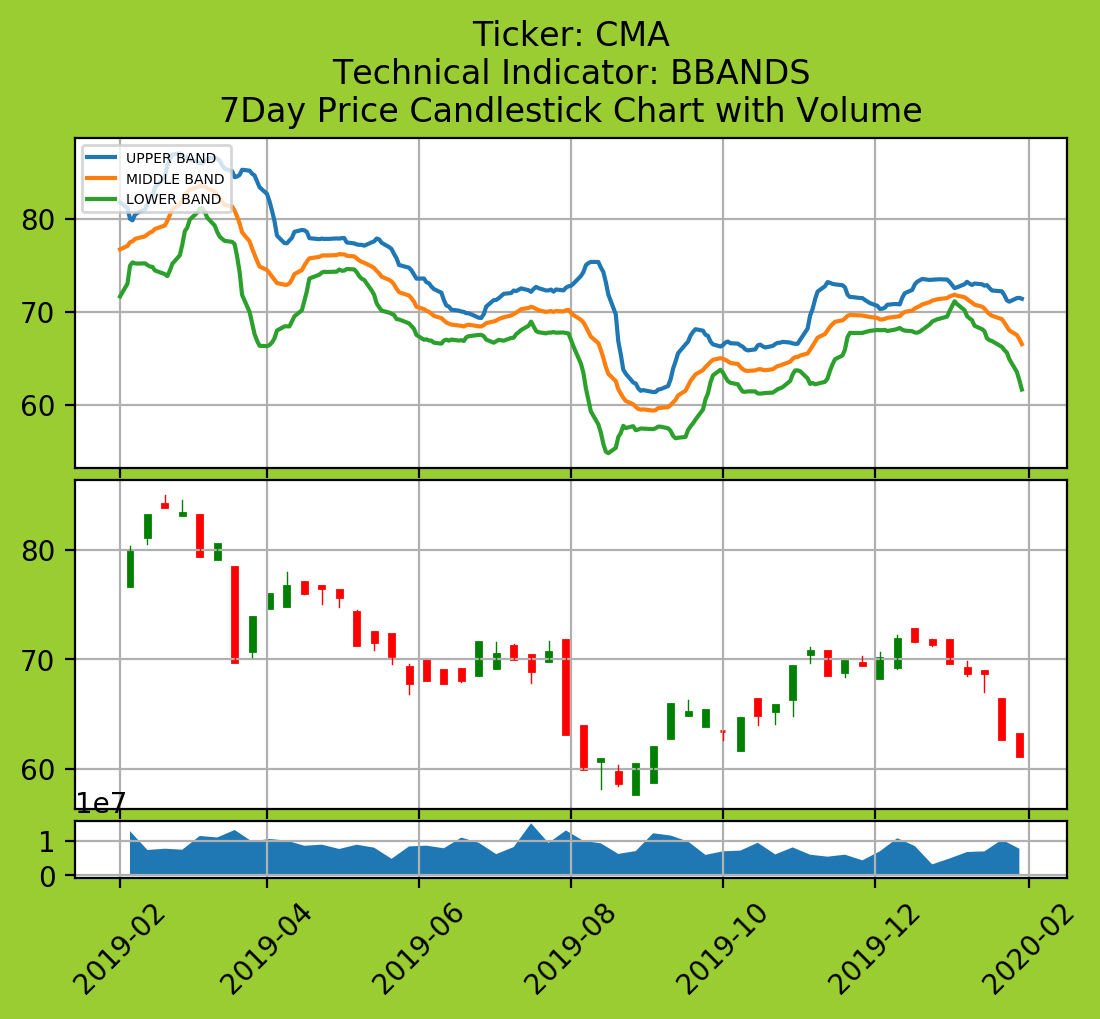 Ticker: CMA
Technical Indicator: BBANDS
7Day Price Candlestick Chart with Volume
UPPER BAND
MIDDLE BAND
LOWER BAND
80
70
60
80
70
60
1e7
1
0
2019-02
2019-04
2019-06
2019-08
2019-10
2019-12
2020-02